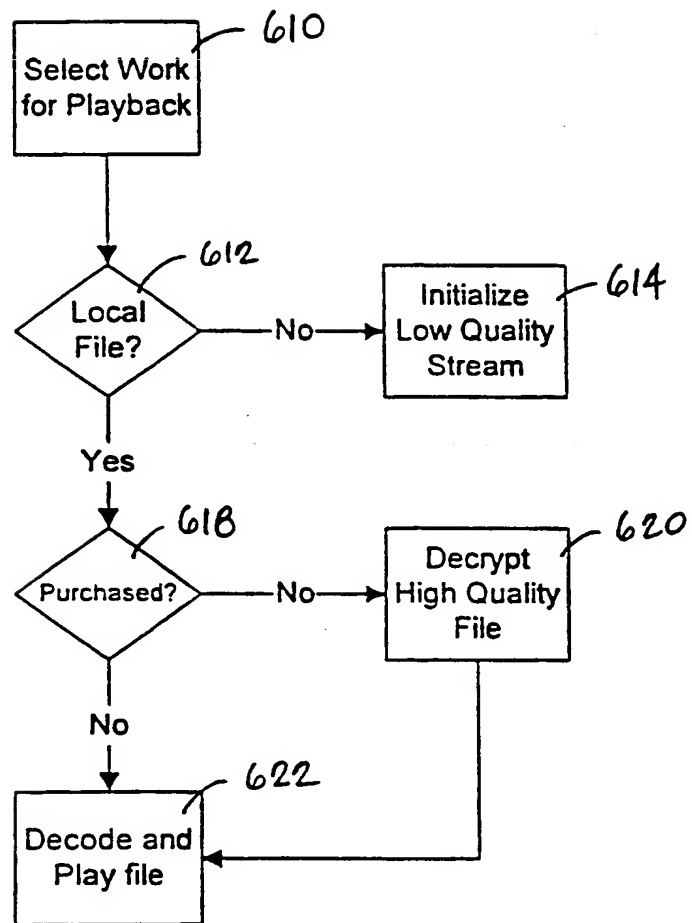 610
Select Work
for Playback
612
Local
File?
No
614
Initialize
Low Quality
Stream
Yes
618
Purchased?
No
620
Decrypt
High Quality
File
No
622
Decode and
Play file